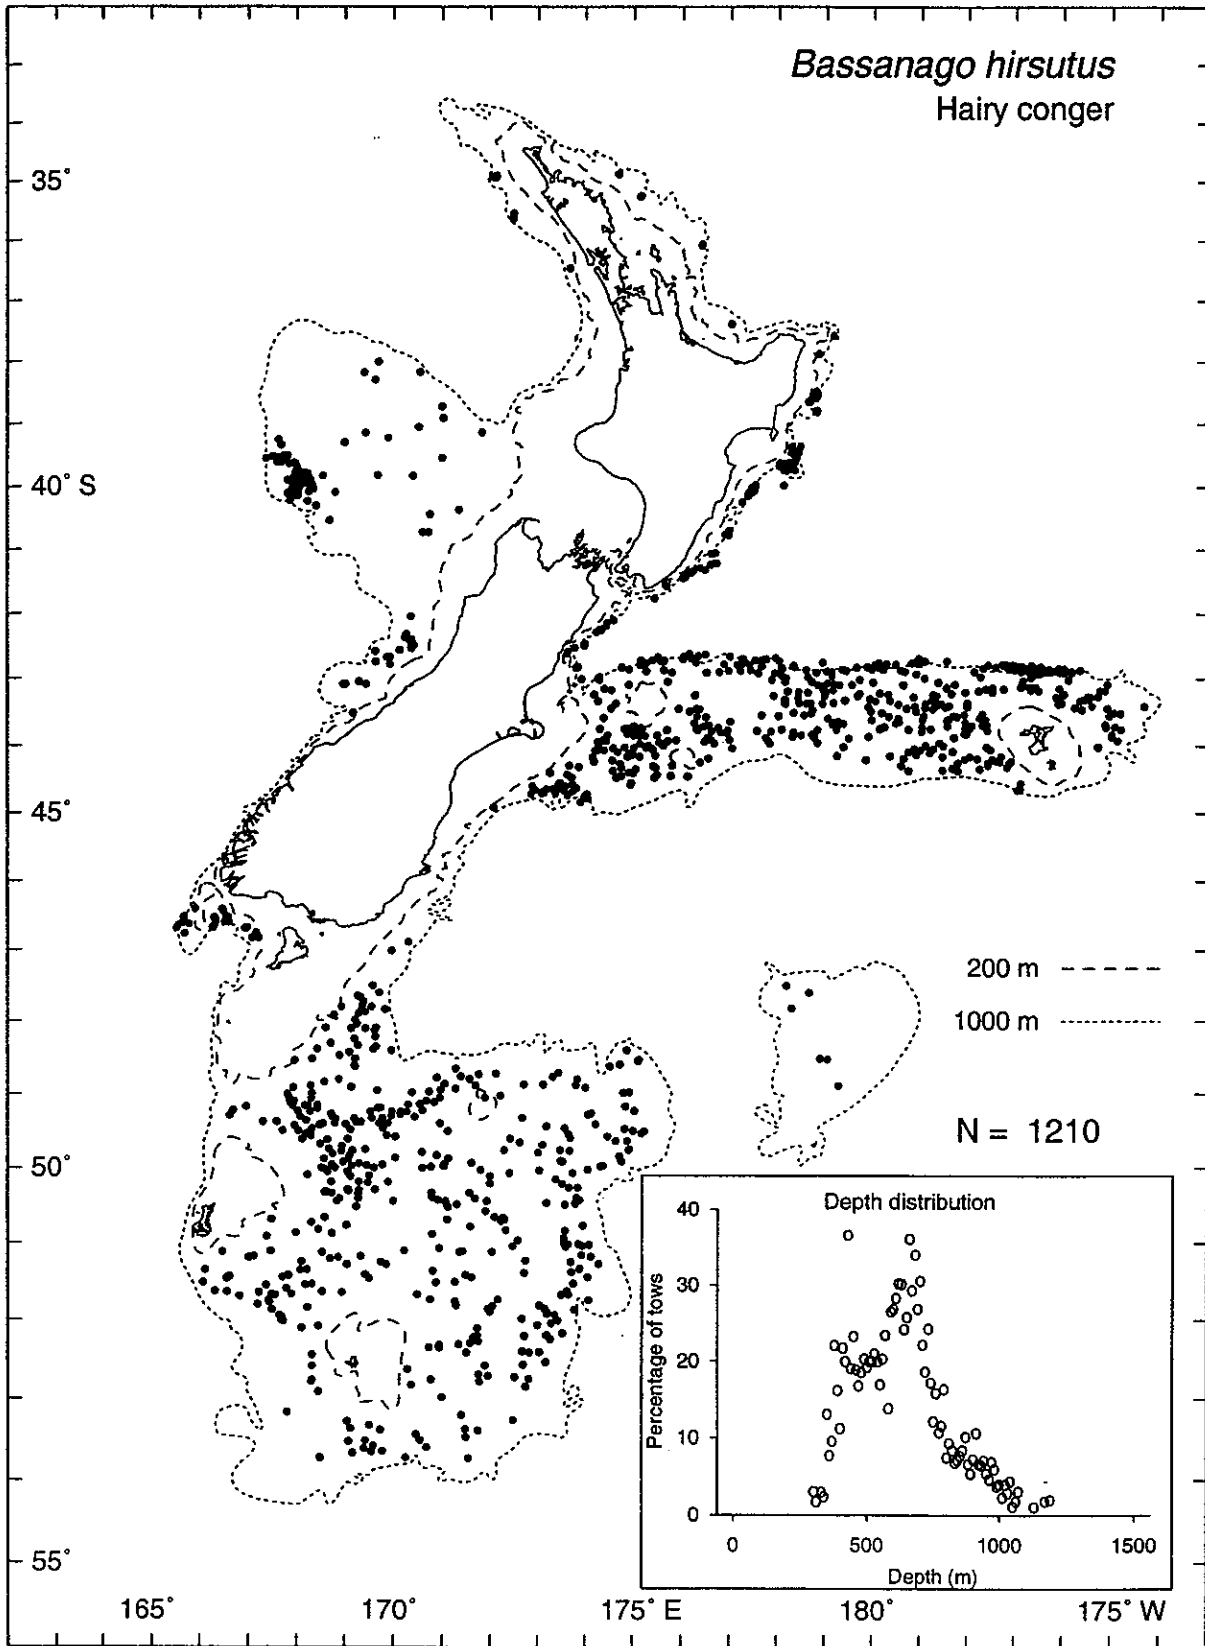 Bassanago hirsutus
Hairy conger
35°
40° S
45°
50°
55°
200 m
1000 m
N = 1210
Depth distribution
Percentage of tows
40
30
20
10
0
0 500 1000 1500
Depth (m)
165° 170° 175° E 180° 175° W